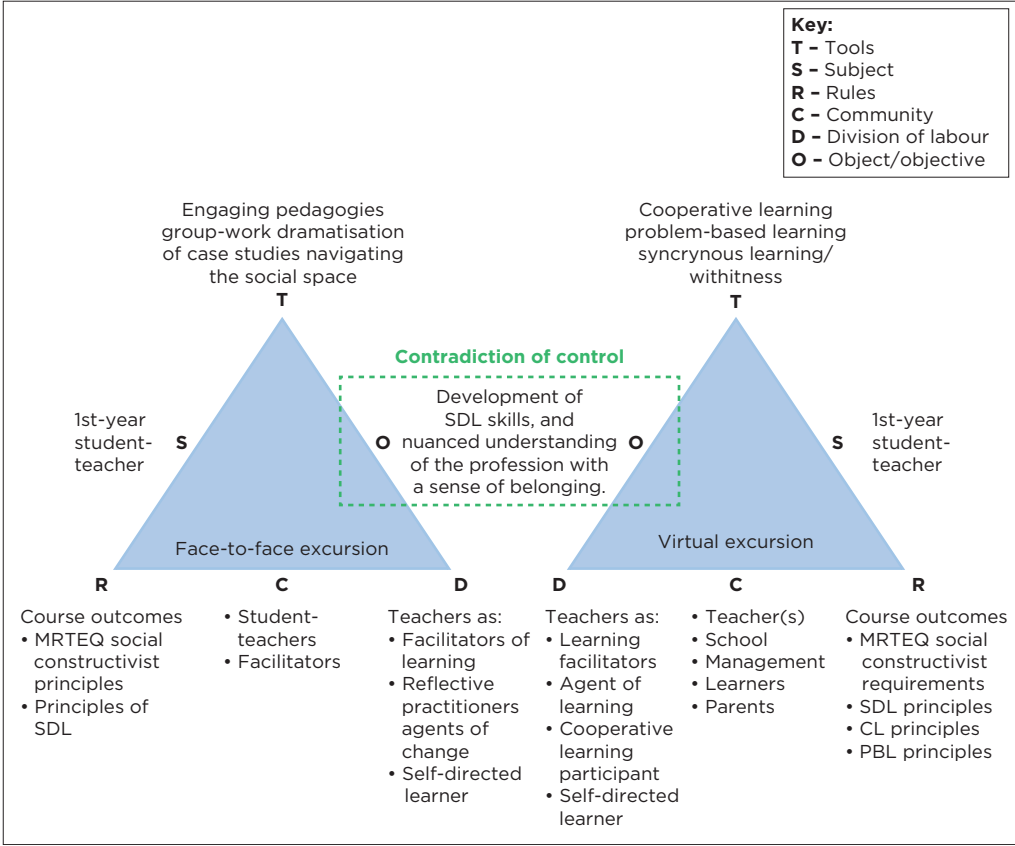 Key:
T – Tools
S – Subject
R – Rules
C – Community
D – Division of labour
O – Object/objective
Engaging pedagogies
group-work dramatisation
of case studies navigating
the social space
T
Cooperative learning
problem-based learning
syncrynous learning/
withitness
T
Contradiction of control
Development of
SDL skills, and
nuanced understanding
of the profession with
a sense of belonging.
1st-year
student-
teacher
S
O
O
S
1st-year
student-
teacher
Face-to-face excursion
Virtual excursion
R
C
D
D
C
R
Course outcomes
• MRTEQ social
constructivist
principles
• Principles of
SDL
• Student-
teachers
• Facilitators
Teachers as:
• Facilitators of
learning
• Reflective
practitioners
agents of
change
• Self-directed
learner
Teachers as:
• Learning
facilitators
• Agent of
learning
• Cooperative
learning
participant
• Self-directed
learner
• Teacher(s)
• School
• Management
• Learners
• Parents
Course outcomes
• MRTEQ social
constructivist
requirements
• SDL principles
• CL principles
• PBL principles